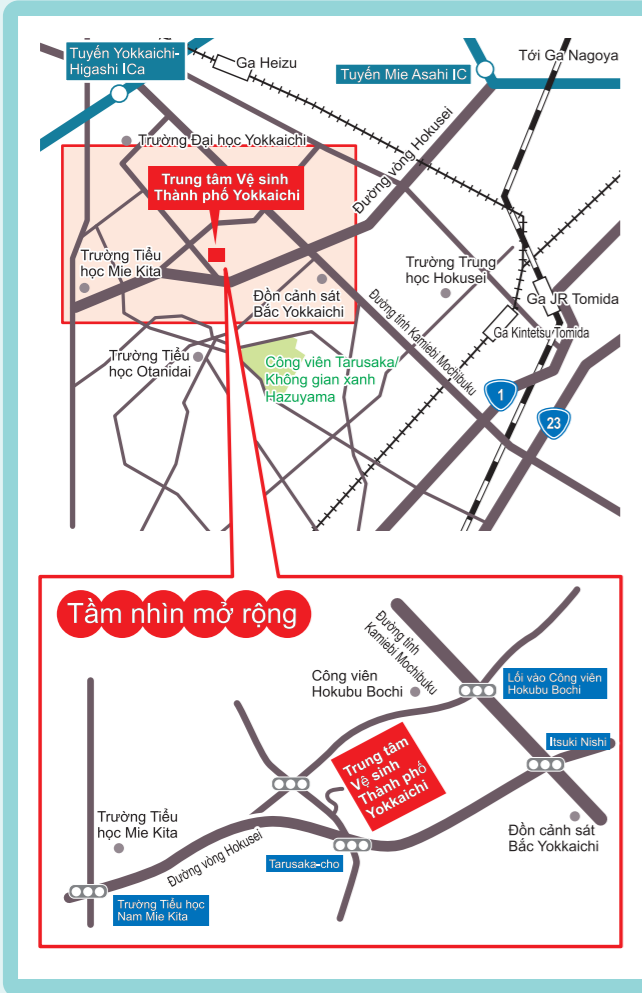 Tuyến Yokkaichi-
Higashi ICa
Ga Heizu
Tuyến Mie Asahi IC
Tới Ga Nagoya
Trường Đại học Yokkaichi
Đường vòng Hokusei
Trung tâm Vệ sinh
Thành phố Yokkaichi
Trường Tiểu
học Mie Kita
Trường Trung
học Hokusei
Đồn cảnh sát
Bắc Yokkaichi
Ga JR Tomida
Đường tỉnh Kamiebi Mochibuku
Ga Kintetsu Tomida
Trường Tiểu
học Otanidai
Công viên Tarusaka/
Không gian xanh
Hazuyama
1
23
Tầm nhìn mở rộng
Đường tỉnh
Kamiebi Mochibuku
Công viên
Hokubu Bochi
Lối vào Công viên
Hokubu Bochi
Itsuki Nishi
Trung tâm
Vệ sinh
Thành phố
Yokkaichi
Trường Tiểu
học Mie Kita
Đồn cảnh sát
Bắc Yokkaichi
Đường vòng Hokusei
Tarusaka-cho
Trường Tiểu học
Nam Mie Kita